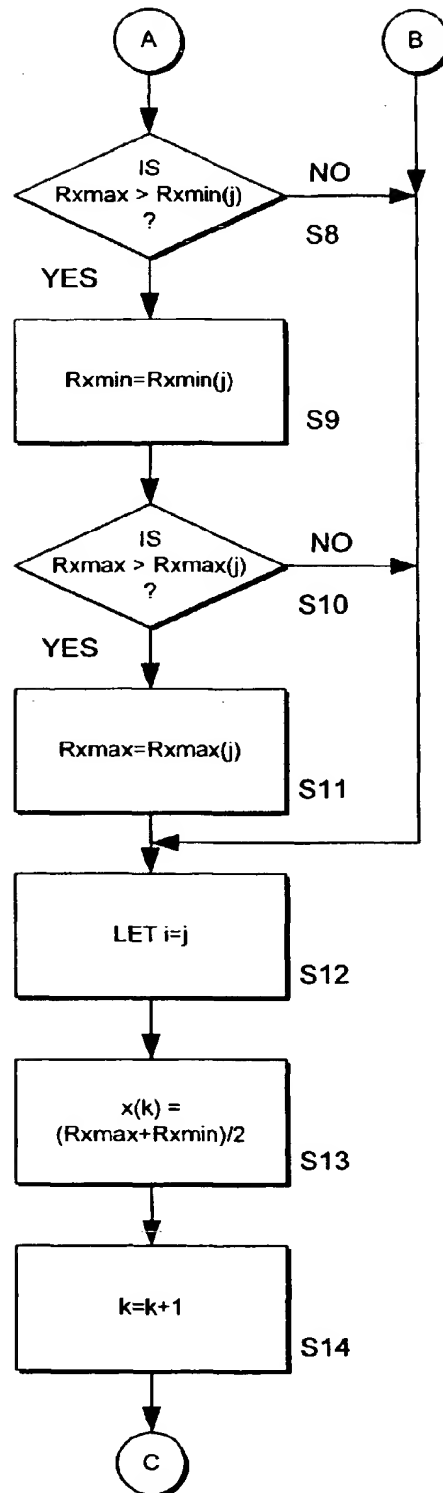 A
B
IS
Rxmax > Rxmin(j)
?
NO
S8
YES
Rxmin=Rxmin(j)
S9
IS
Rxmax > Rxmax(j)
?
NO
S10
YES
Rxmax=Rxmax(j)
S11
LET i=j
S12
x(k) =
(Rxmax+Rxmin)/2
S13
k=k+1
S14
C